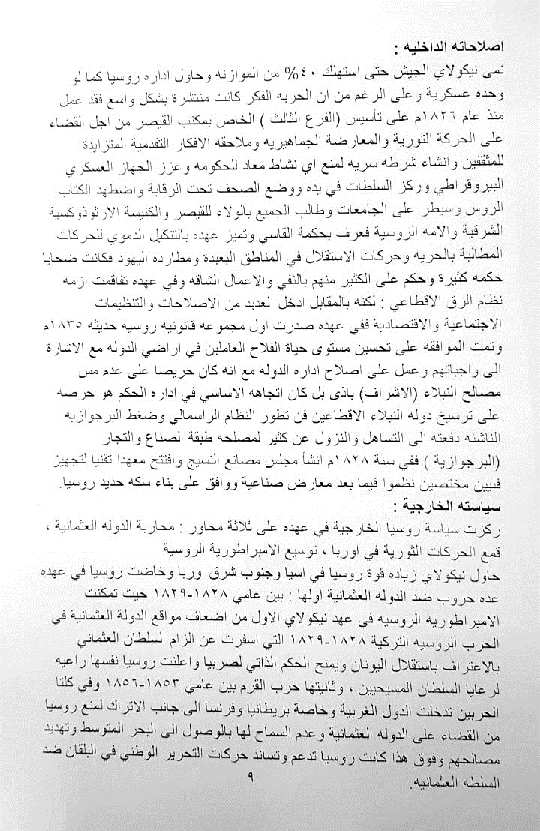 اصلاحاته الداخليه :
نمى نيكولاي الجيش حتى استهلك ٤٠% من الموازنه وحاول اداره روسيا كما لو
وحده عسكرية وعلى الرغم من ان الحريه الفكر كانت منتشرة بشكل واسع فقد عمل
منذ عام ١٨٢٦م على تأسيس (الفرع الثالث ) الخاص بمكتب القيصر من اجل القضاء
على الحركة الثورية والمعارضة الجماهيريه وملاحقه الافكار التقدمية المتزايدة
للمثقفين وانشاء شرطه سريه لمنع اي نشاط معاد للحكومه وعزز الجهاز العسكري
البيروقراطي وركز السلطات في يده ووضع الصحف تحت الرقابة واضطهد الكتاب
الروس وسيطر على الجامعات وطالب الجميع بالولاء للقيصر والكنيسة الارثوذوكسية
الشرقية والامه الروسية فعرف بحكمة القاسي وتميز عهده بالتنكيل الدموي للحركات
المطالبة بالحريه وحركات الاستقلال في المناطق البعيدة ومطارده اليهود فكانت ضحايا
حكمه كثيرة وحكم على الكثير منهم بالنفي والاعمال الشاقه وفي عهده تفاقمت ازمه
نظام الرق الاقطاعي : لكنه بالمقابل ادخل العديد من الاصلاحات والتنظيمات
الاجتماعية والاقتصادية ففي عهده صدرت اول مجموعه قانونيه روسيه حديثه ١٨٣٥م
وتمت الموافقه على تحسين مستوى حياة الفلاح العاملين في اراضي الدوله مع الاشارة
الى واجباتهم وعمل على اصلاح اداره الدوله مع انه كان حريصا على عدم مس
مصالح النبلاء (الاشراف) بأذى بل كان اتجاهه الاساسي في اداره الحكم هو حرصه
على ترسيخ دوله النبلاء الاقطاعين فن تطور النظام الراسمالي وضغط البرجوازيه
الناشئه دفعته الى التساهل والنزول عن كثير لمصلحه طبقة الصناع والتجار
(البرجوازية ) ففي سنة ١٨٢٨م انشأ مجلس مصانع النسيج وافتتح معهدا تقنيا لتجهيز
فنيين مختصين نظموا فيما بعد معارض صناعية ووافق على بناء سكه حديد روسيا.
سياسته الخارجية :
ركزت سياسة روسيا الخارجية في عهده على ثلاثة محاور : محاربة الدوله العثمانية ،
قمع الحركات الثورية في اوربا ، توسيع الامبراطورية الروسية
حاول نيكولاي زياده قوة روسيا في اسيا وجنوب شرق وربا وخاضت روسيا في عهده
عده حروب ضد الدوله العثمانية اولها : بين عامي ١٨٢٨-١٨٢٩ حيث تمكنت
الامبراطوريه الروسيه في عهد نيكولاي الاول من اضعاف مواقع الدولة العثمانية في
الحرب الروسيه التركية ١٨٢٨-١٨٢٩ التي اسفرت عن الزام السلطان العثماني
بالاعتراف باستقلال اليونان ويمنح الحكم الذاتي لصربيا واعلنت روسيا نفسها راعيه
لرعايا السلطان المسيحيين ، وثانيتها حرب القرم بين عامي ١٨٥٣-١٨٥٦ وفي كلتا
الحربين تدخلت الدول الغربية وخاصة بريطانيا وفرنسا الى جانب الاتراك لمنع روسيا
من القضاء على الدوله العثمانية وعدم السماح لها بالوصول الى البحر المتوسط وتهديد
مصالحهم وفوق هذا كانت روسيا تدعم وتساند حركات التحرير الوطني في البلقان ضد
السلطه العثمانيه.
٩